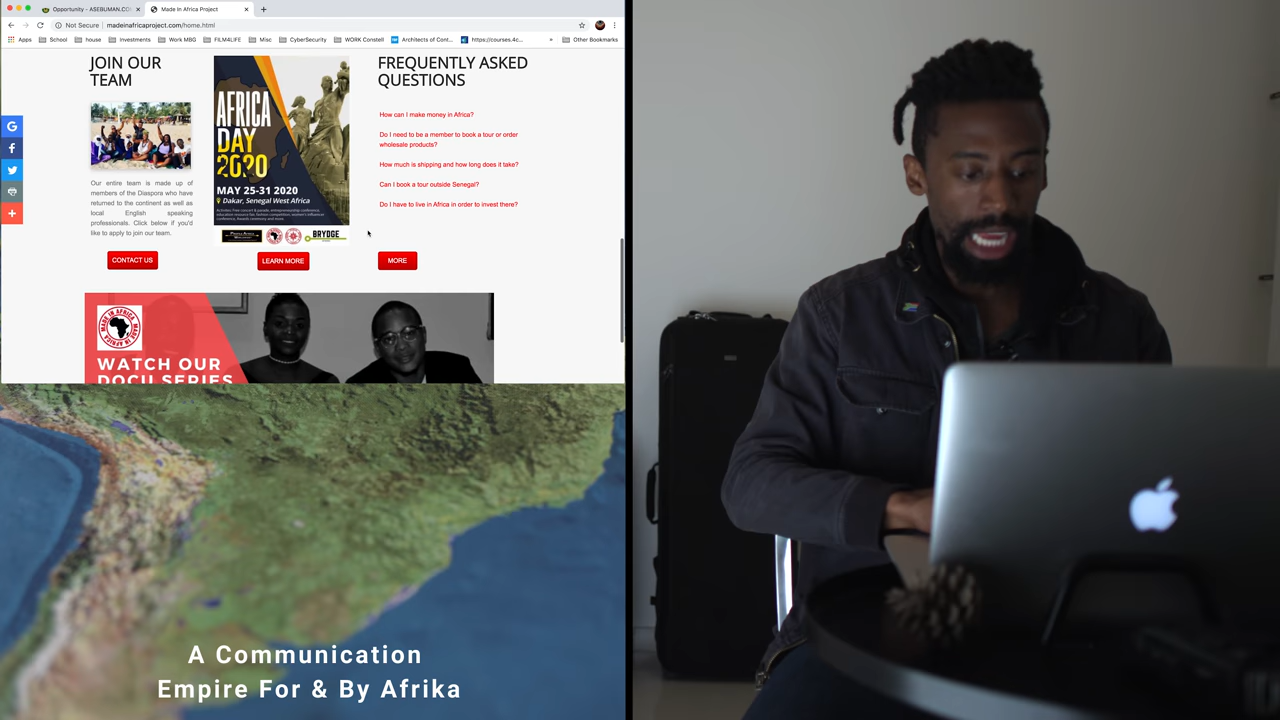 Opportunity - ASEBUMAN.CO
Made In Africa Project
Not Secure
madeinafricaproject.com/home.html
Apps
School
house
Investments
Work MBG
FILM4LIFE
Misc
CyberSecurity
WORK Constell
Architects of Cont...
https://courses.4c...
»
Other Bookmarks
JOIN OUR
TEAM
Our entire team is made up of
members of the Diaspora who have
returned to the continent as well as
local English speaking
professionals. Click below if you'd
like to apply to join our team.
CONTACT US
AFRICA
DAY
2020
MAY 25-31 2020
Dakar, Senegal West Africa
BRYDGE
LEARN MORE
FREQUENTLY ASKED
QUESTIONS
How can I make money in Africa?
Do I need to be a member to book a tour or order
wholesale products?
How much is shipping and how long does it take?
Can I book a tour outside Senegal?
Do I have to live in Africa in order to invest there?
MORE
MADE IN AFRICA
MADE IN AFRICA
WATCH OUR
DOCU SERIES
A Communication
Empire For & By Afrika